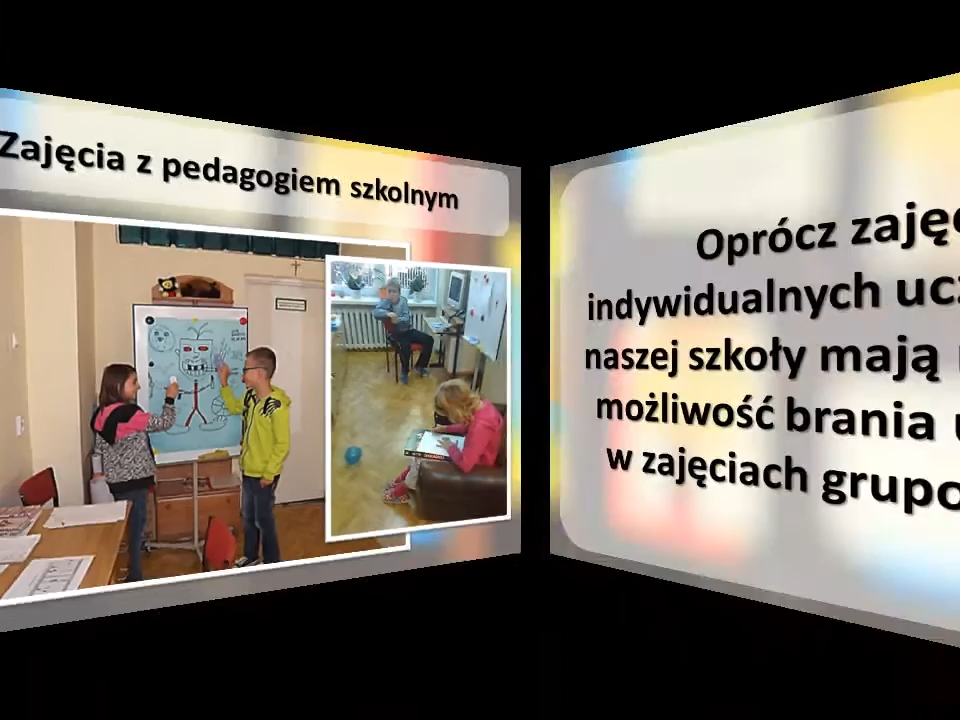 Zajęcia z pedagogiem szkolnym
Oprócz
indywidualnych
naszej szkoły mają
możliwość brania
w zajęciach